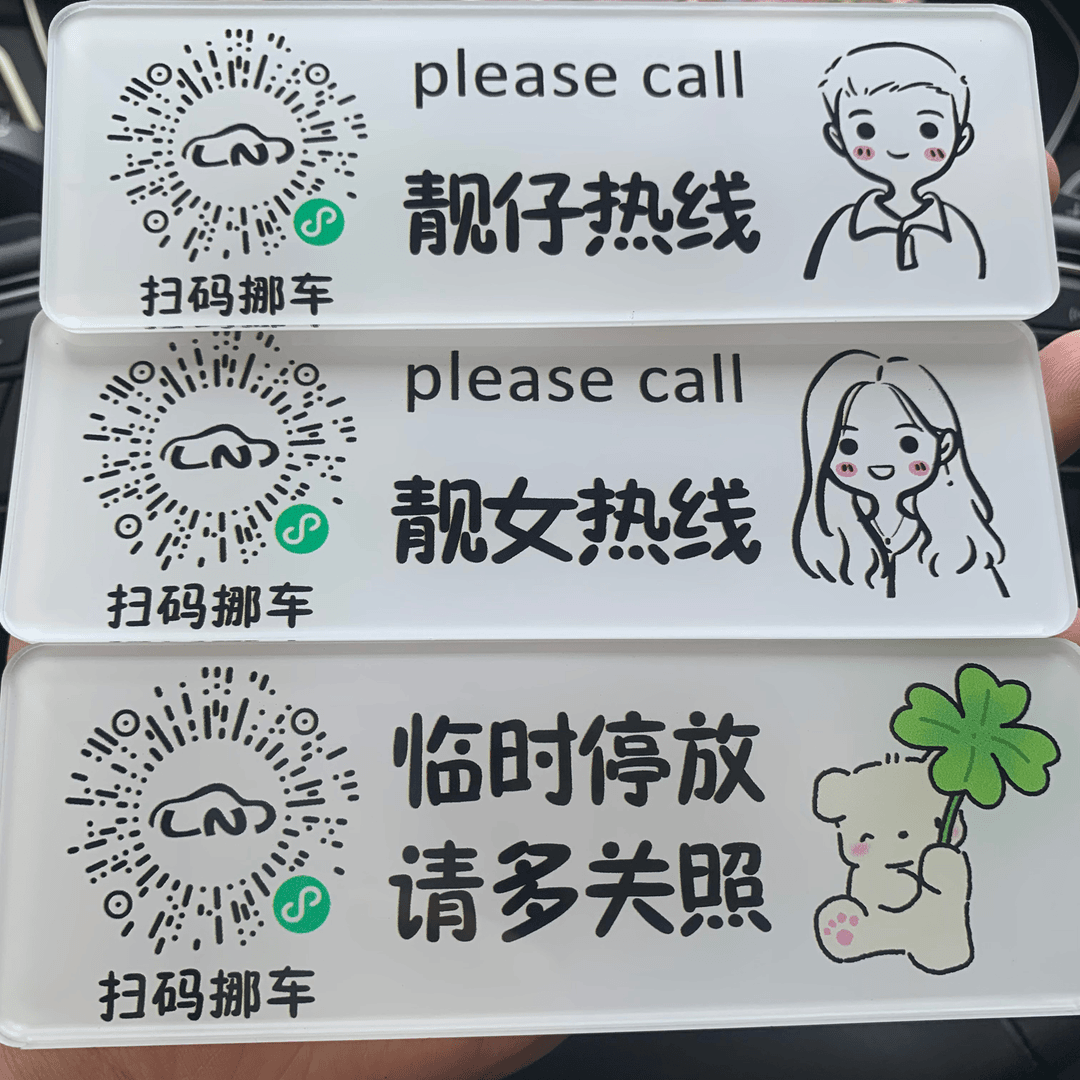 please call
靓仔热线
扫码挪车
please call
靓女热线
扫码挪车
临时停放
请多关照
扫码挪车